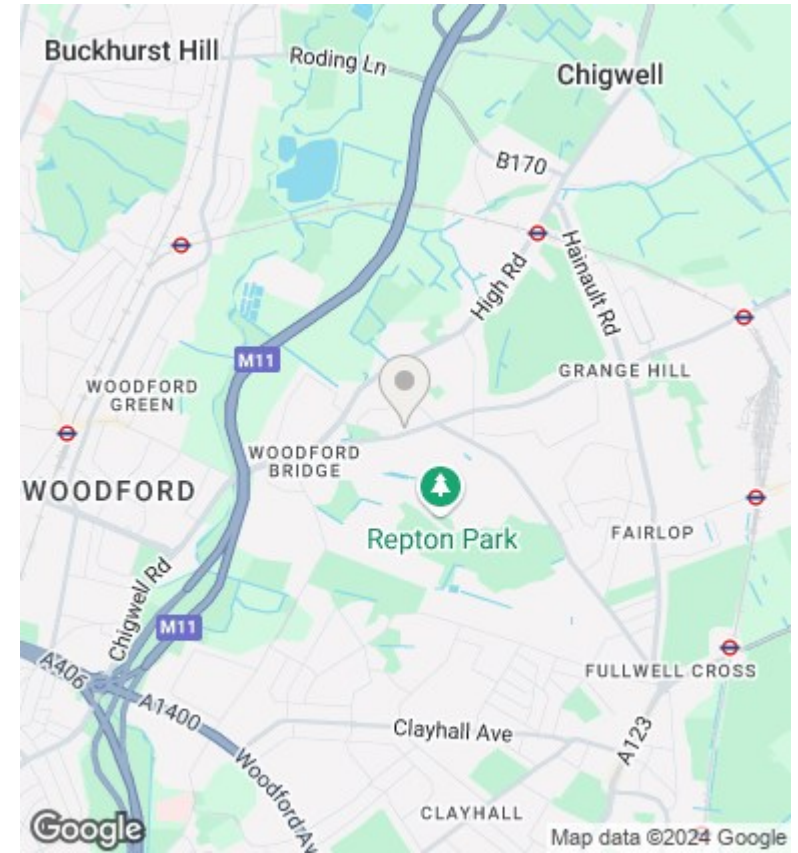 Buckhurst Hill
Roding Ln
Chigwell
B170
High Rd
Hainault Rd
M11
WOODFORD
GREEN
GRANGE HILL
WOODFORD
BRIDGE
WOODFORD
Repton Park
FAIRLOP
Chigwell Rd
M11
A406
A1400
Woodford Av
FULLWELL CROSS
Clayhall Ave
A123
CLAYHALL
Google
Map data ©2024 Google